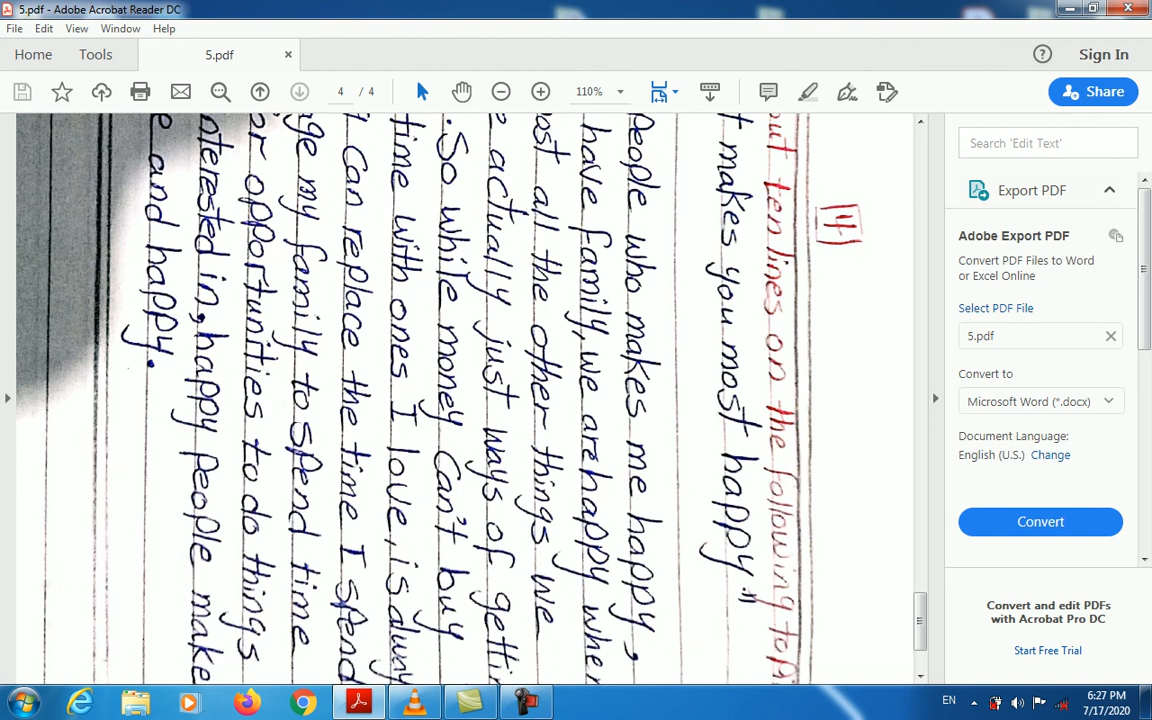 5.pdf - Adobe Acrobat Reader DC
File Edit View Window Help
Home Tools 5.pdf × Sign In
4 / 4 110% Share
14
ten lines on the following
makes you most happy"
People who makes me happy,
have family, we are happy
all the other things we
actually just ways of
. So while money can't buy
time with ones I love, is
can replace the time I spend
my family to spend time
opportunities to do things
in, happy people make
and happy.
Search 'Edit Text'
Export PDF
Adobe Export PDF
Convert PDF Files to Word
or Excel Online
Select PDF File
5.pdf
Convert to
Microsoft Word (*.docx)
Document Language:
English (U.S.) Change
Convert
Convert and edit PDFs
with Acrobat Pro DC
Start Free Trial
EN
6:27 PM
7/17/2020